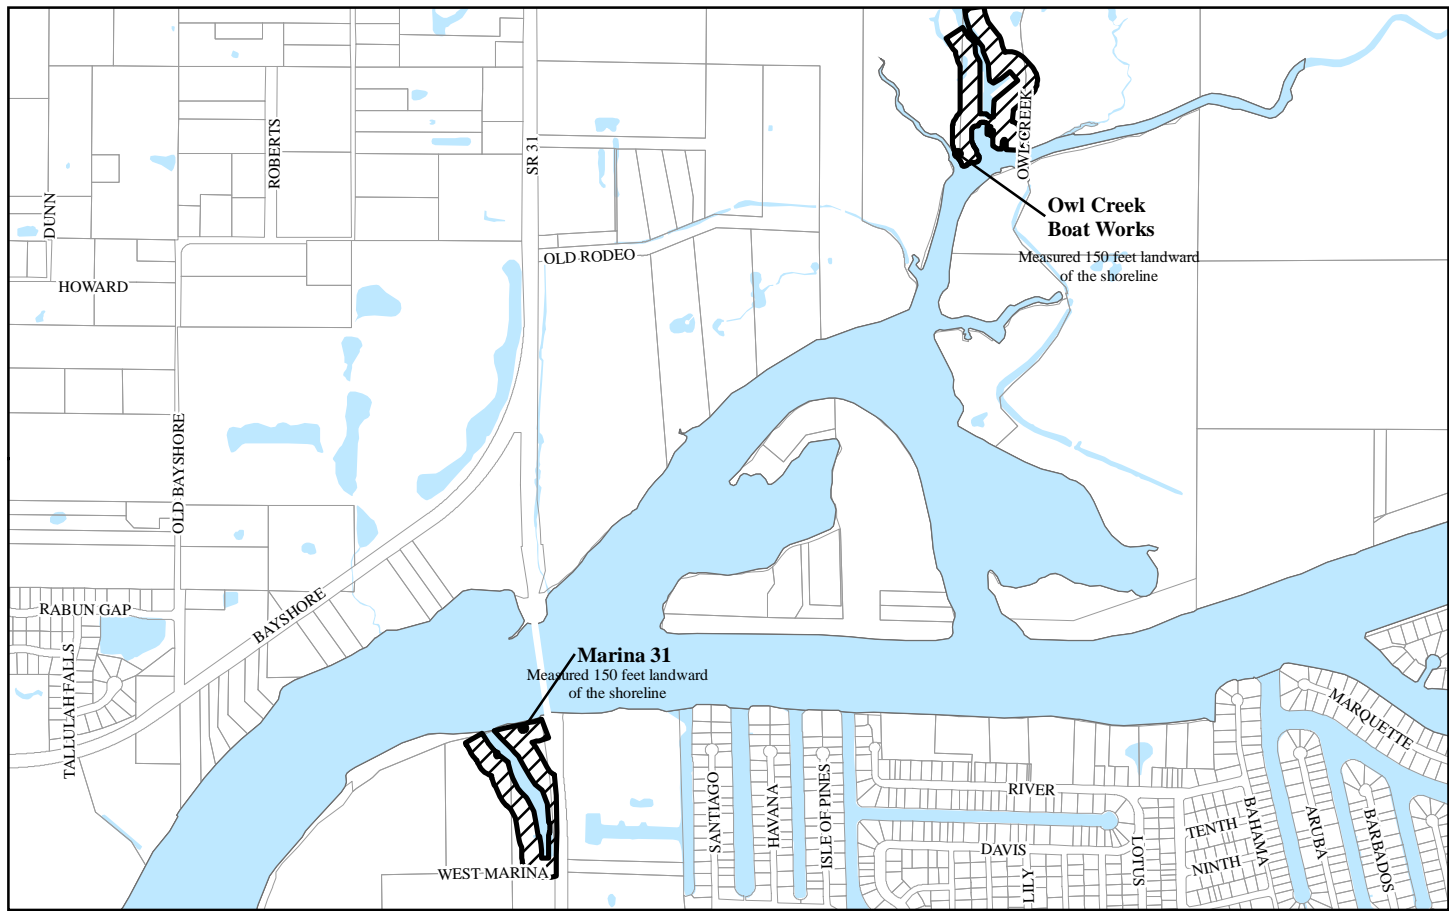 OWL CREEK
ROBERTS
SR 31
DUNN
Owl Creek
Boat Works
Measured 150 feet landward
of the shoreline
OLD RODEO
HOWARD
OLD BAYSHORE
RABUN GAP
BAYSHORE
TALLULAH FALLS
Marina 31
Measured 150 feet landward
of the shoreline
MARQUETTE
SANTIAGO
HAVANA
ISLE OF PINES
RIVER
BAHAMA
ARUBA
BARBADOS
TENTH
DAVIS
LOTUS
NINTH
WEST MARINA
LILY